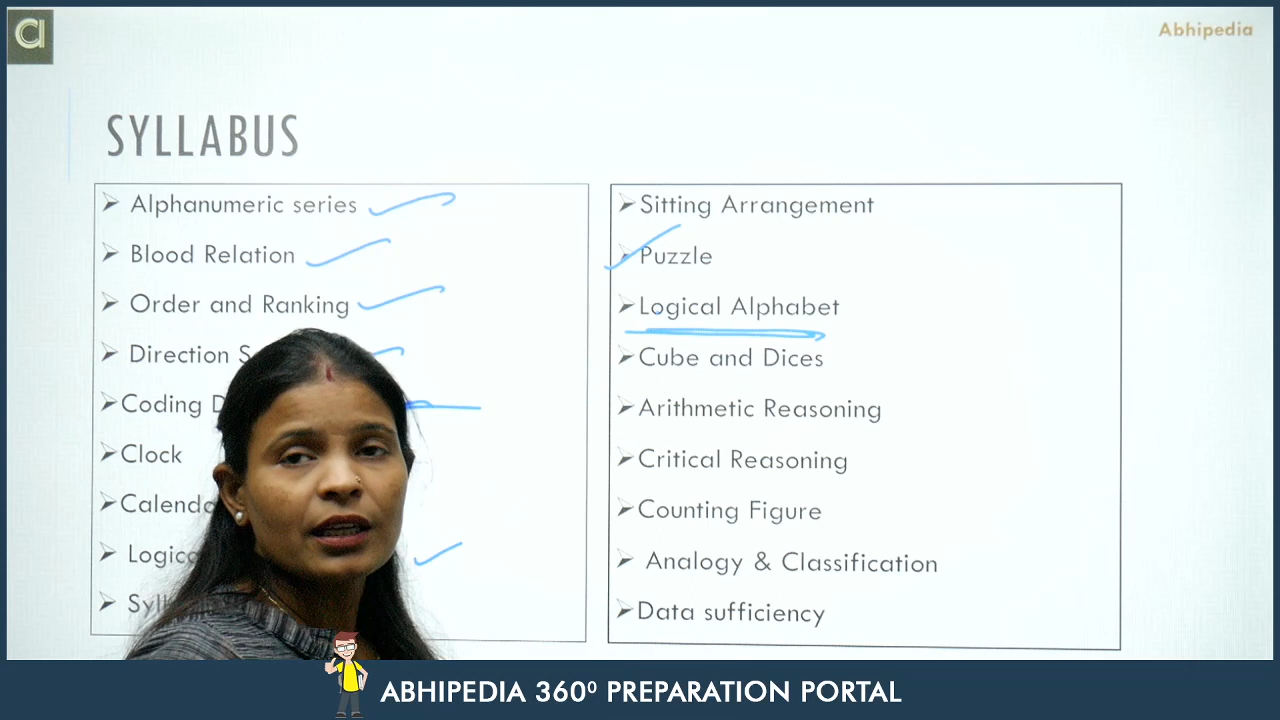 Abhipedia
SYLLABUS
Alphanumeric series
Blood Relation
Order and Ranking
Direction
Coding
Clock
Sitting Arrangement
Puzzle
Logical Alphabet
Cube and Dices
Arithmetic Reasoning
Critical Reasoning
Counting Figure
Analogy & Classification
Data sufficiency
ABHIPEDIA 360⁰ PREPARATION PORTAL